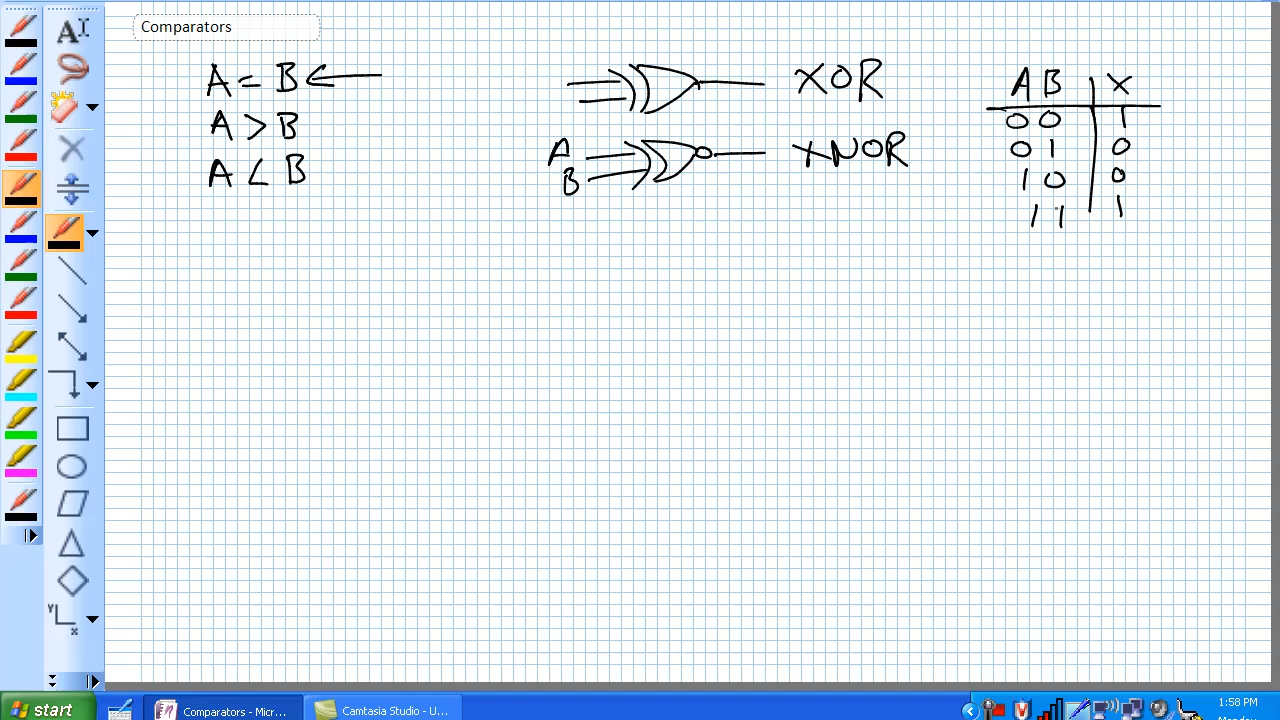 Comparators
A = B
A > B
A < B
XOR
A
B
XNOR
A B X
0 0 1
0 1 0
1 0 0
1 1 1
start
Comparators - Micr...
Camtasia Studio - U...
1:58 PM
Monday